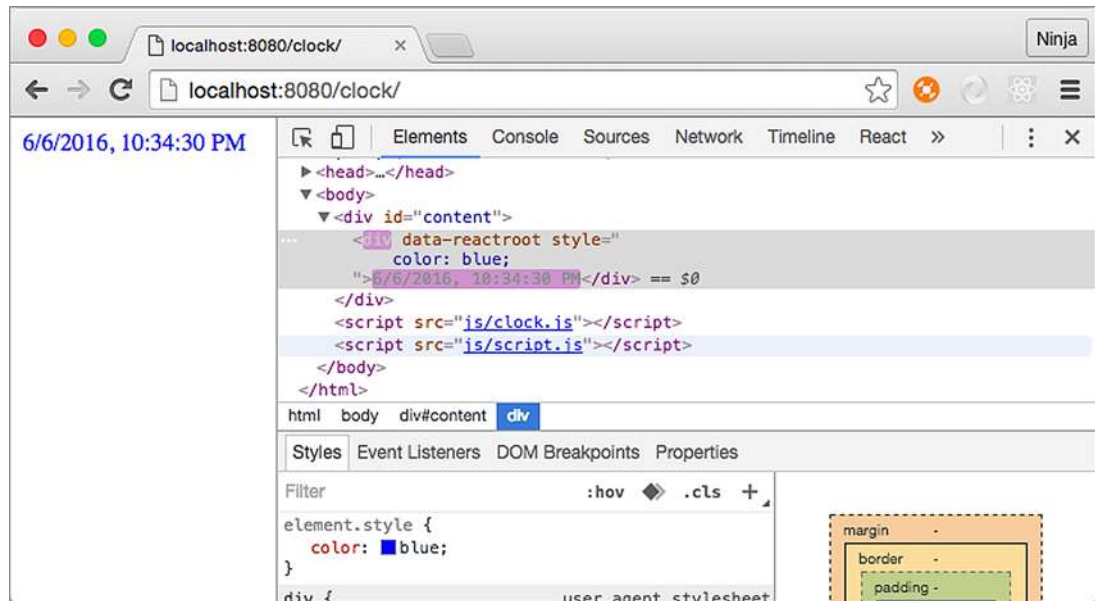 localhost:8080/clock/ ×
Ninja
localhost:8080/clock/
6/6/2016, 10:34:30 PM
Elements Console Sources Network Timeline React »
▶<head>…</head>
▼<body>
▼<div id="content">
<div data-reactroot style="
color: blue;
">6/6/2016, 10:34:30 PM</div> == $0
</div>
<script src="js/clock.js"></script>
<script src="js/script.js"></script>
</body>
</html>
html body div#content div
Styles Event Listeners DOM Breakpoints Properties
Filter :hov .cls +
element.style {
color: blue;
}
margin -
border -
padding -
div { user agent stylesheet